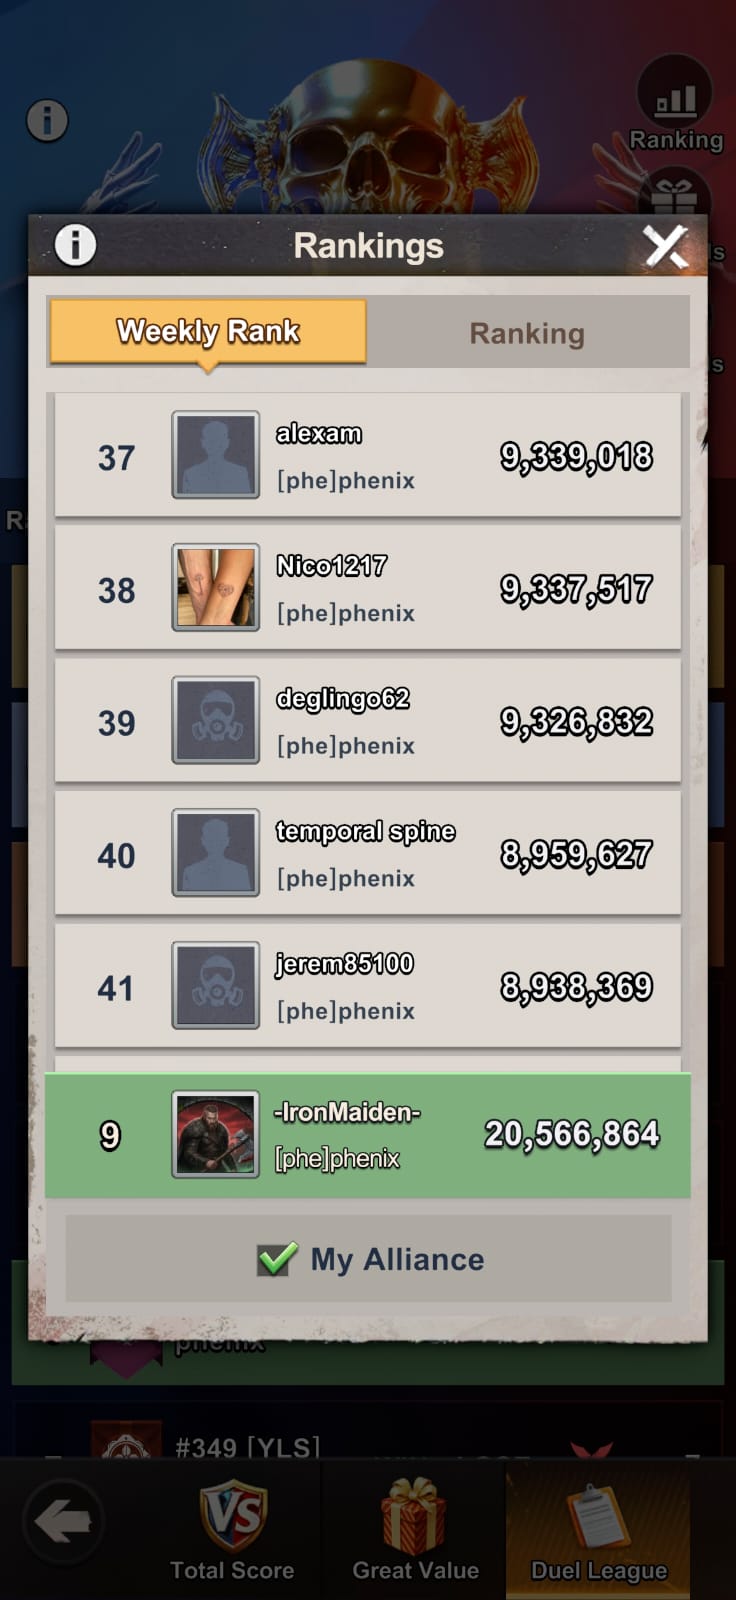 Ranking
Rankings
Weekly Rank
Ranking
37
alexam
[phe]phenix
9,339,018
38
Nico1217
[phe]phenix
9,337,517
39
deglingo62
[phe]phenix
9,326,832
40
temporal spine
[phe]phenix
8,959,627
41
jerem85100
[phe]phenix
8,938,369
9
-IronMaiden-
[phe]phenix
20,566,864
My Alliance
phenix
#349 [YLS]
VS
Total Score
Great Value
Duel League